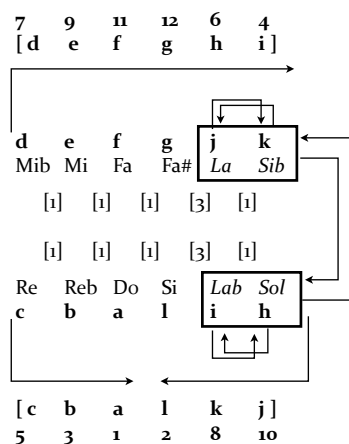 7 9 11 12 6 4
[ d e f g h i ]
d e f g j k
Mib Mi Fa Fa# La Sib
[1] [1] [1] [3] [1]
[1] [1] [1] [3] [1]
Re Reb Do Si Lab Sol
c b a l i h
[ c b a l k j ]
5 3 1 2 8 10